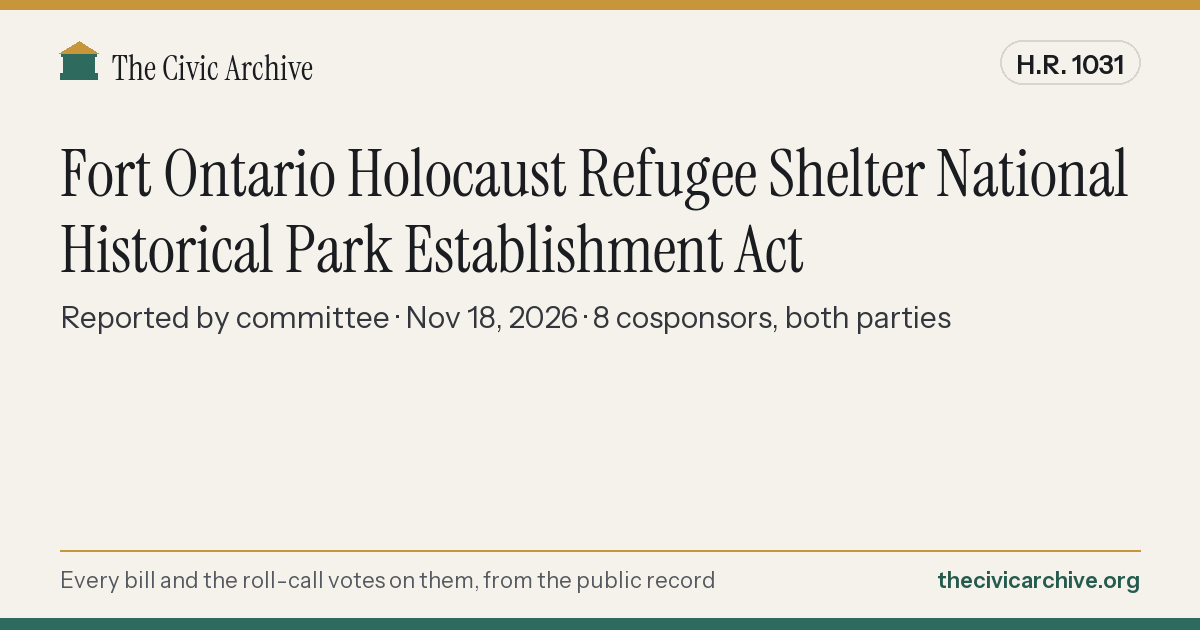 The Civic Archive
H.R. 1031
Fort Ontario Holocaust Refugee Shelter National
Historical Park Establishment Act
Reported by committee · Nov 18, 2026 · 8 cosponsors, both parties
Every bill and the roll-call votes on them, from the public record
thecivicarchive.org